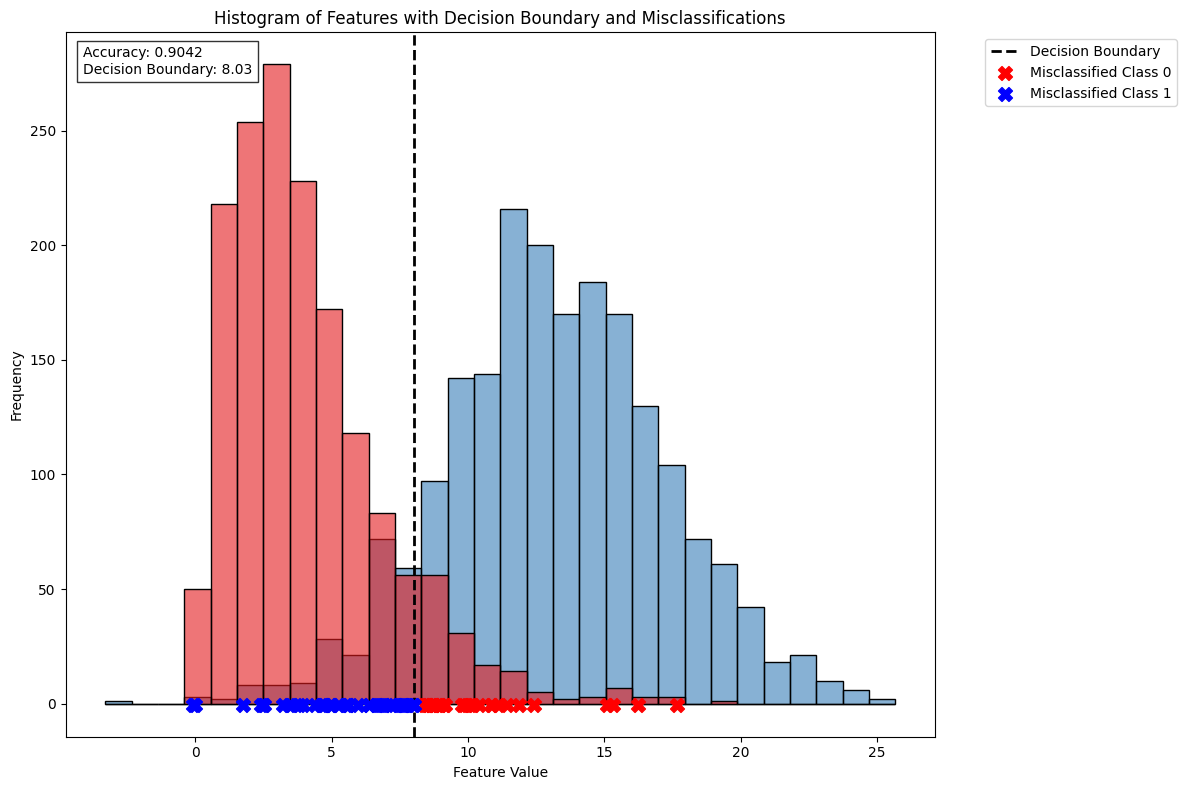 Histogram of Features with Decision Boundary and Misclassifications
Accuracy: 0.9042
Decision Boundary: 8.03
Decision Boundary
Misclassified Class 0
Misclassified Class 1
Frequency
250
200
150
100
50
0
0 5 10 15 20 25
Feature Value